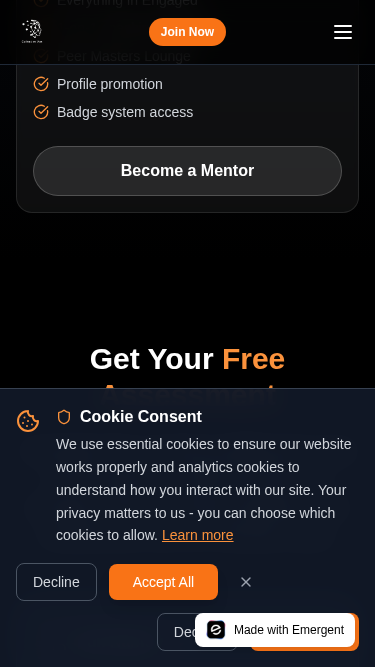 Everything in Engaged
Join Now
Peer Masters Lounge
Profile promotion
Badge system access
Become a Mentor
Get Your Free
Assessment
Cookie Consent
We use essential cookies to ensure our website
works properly and analytics cookies to
understand how you interact with our site. Your
privacy matters to us - you can choose which
cookies to allow. Learn more
Decline
Accept All
Made with Emergent